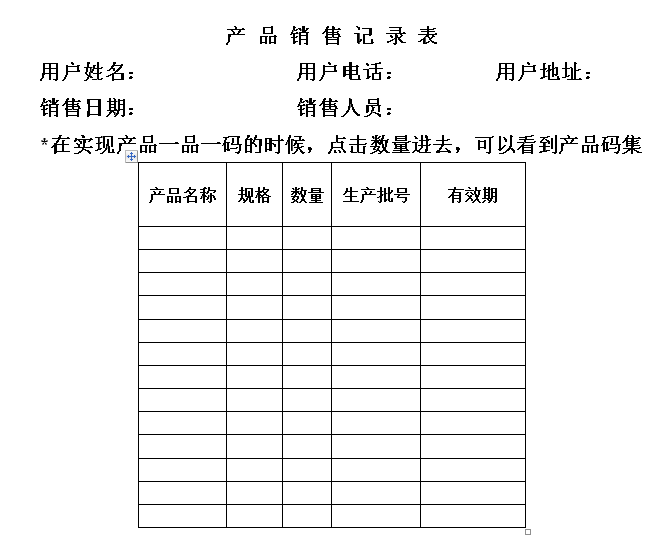 产 品 销 售 记 录 表
用户姓名： 用户电话： 用户地址：
销售日期： 销售人员：
*在实现产品一品一码的时候，点击数量进去，可以看到产品码集
产品名称 规格 数量 生产批号 有效期